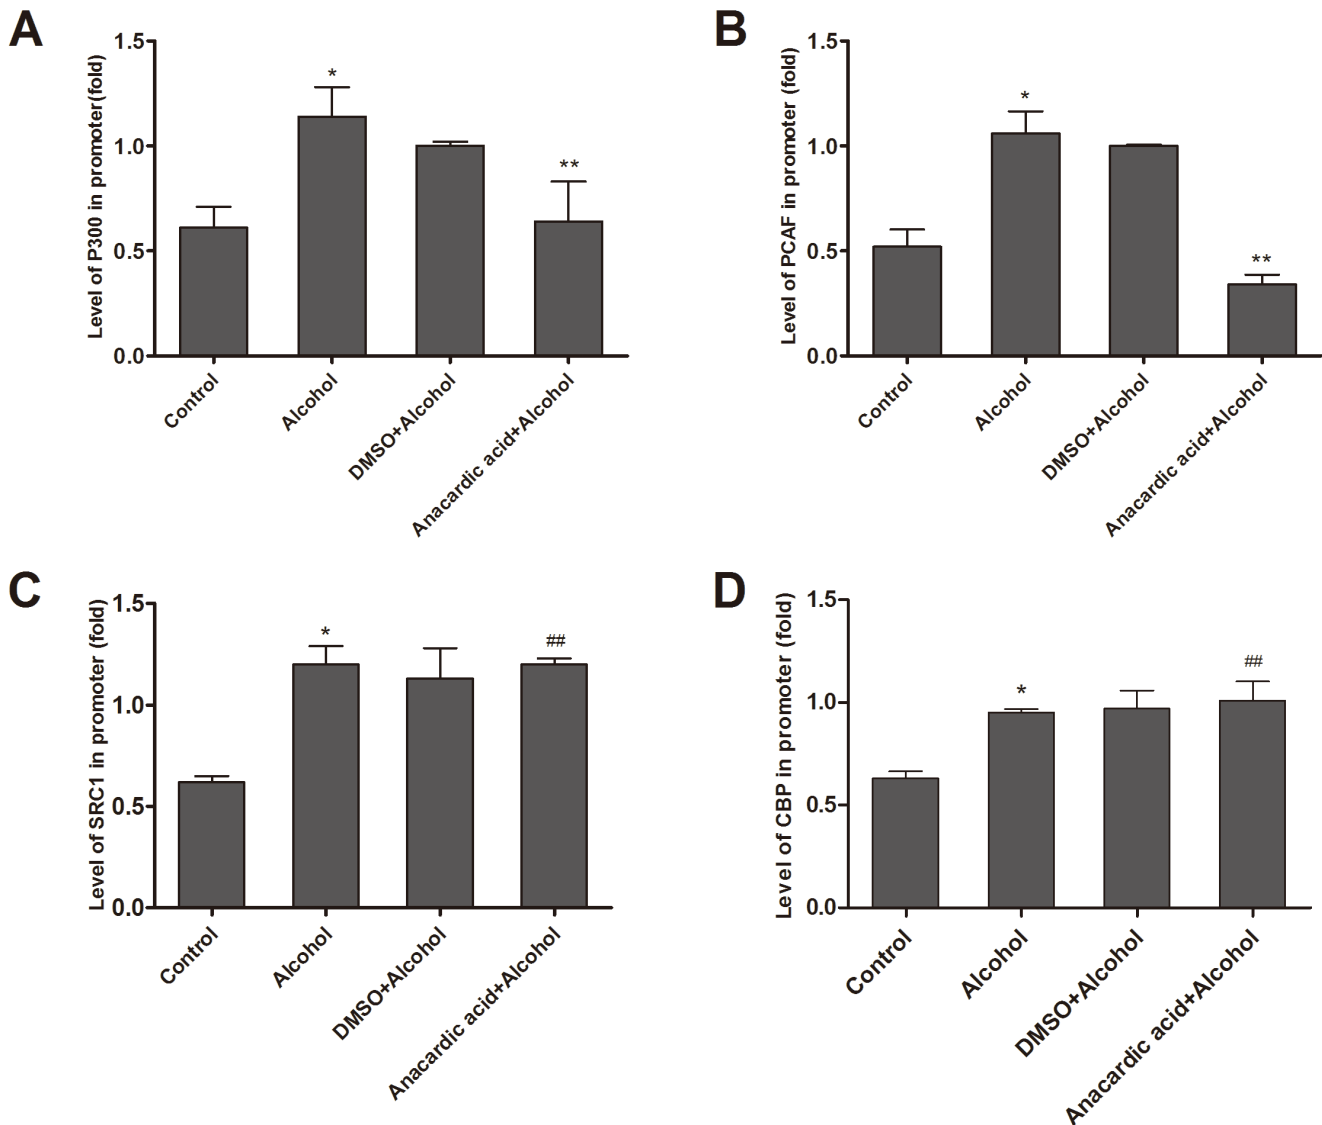 A
Level of P300 in promoter(fold)
1.5
1.0
0.5
0.0
*
**
Control
Alcohol
DMSO+Alcohol
Anacardic acid+Alcohol
B
Level of PCAF in promoter (fold)
1.5
1.0
0.5
0.0
*
**
Control
Alcohol
DMSO+Alcohol
Anacardic acid+Alcohol
C
Level of SRC1 in promoter (fold)
1.5
1.0
0.5
0.0
*
##
Control
Alcohol
DMSO+Alcohol
Anacardic acid+Alcohol
D
Level of CBP in promoter (fold)
1.5
1.0
0.5
0.0
*
##
Control
Alcohol
DMSO+Alcohol
Anacardic acid+Alcohol